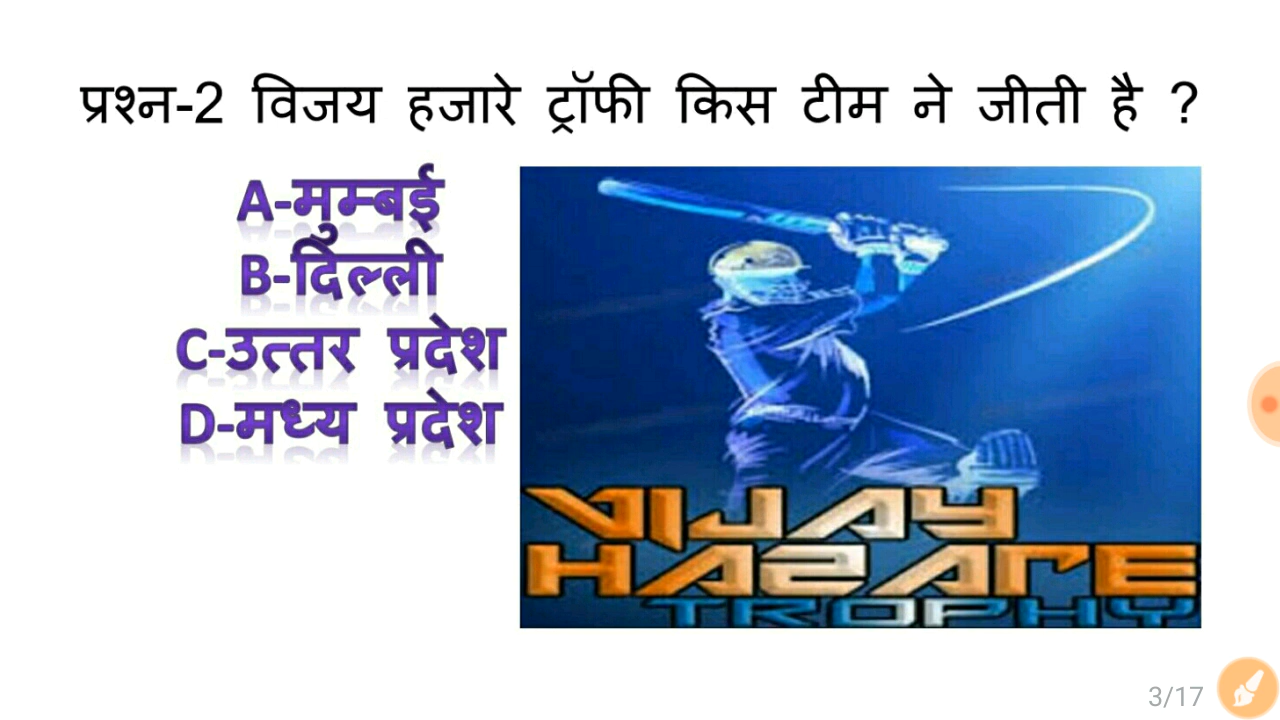 प्रश्न-2 विजय हजारे ट्रॉफी किस टीम ने जीती है ?
A-मुम्बई
B-दिल्ली
C-उत्तर प्रदेश
D-मध्य प्रदेश
VIJAY
HAZARE
TROPHY
3/17